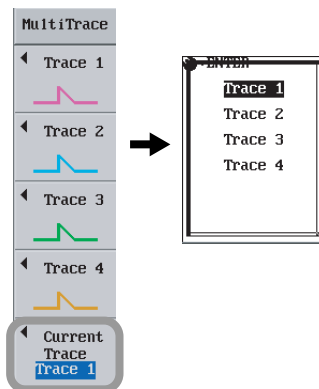 MultiTrace
Trace 1
Trace 2
Trace 3
Trace 4
Current
Trace
Trace 1
:ENTER
Trace 1
Trace 2
Trace 3
Trace 4